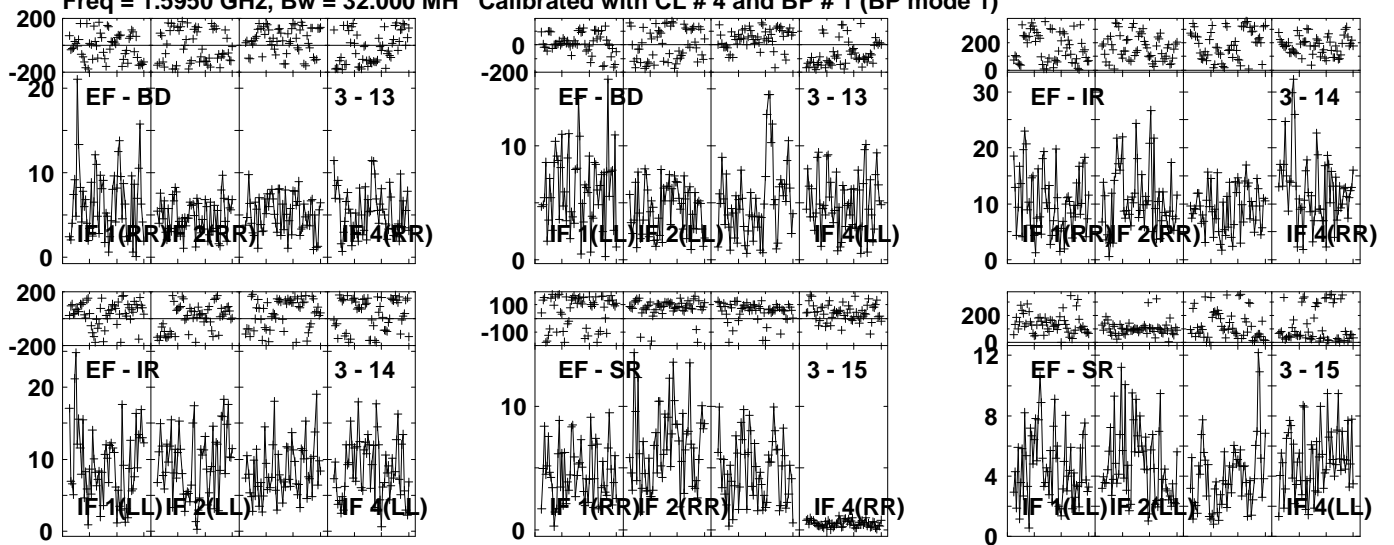 Freq = 1.5950 GHz, Bw = 32.000 MH Calibrated with CL # 4 and BP # 1 (BP mode 1)
200
-200
20
10
0
EF - BD
3 - 13
IF 1(RR)
IF 2(RR)
IF 4(RR)
200
0
-200
10
0
EF - BD
3 - 13
IF 1(LL)
IF 2(LL)
IF 4(LL)
200
0
30
20
10
0
EF - IR
3 - 14
IF 1(RR)
IF 2(RR)
IF 4(RR)
200
-200
20
10
0
EF - IR
3 - 14
IF 1(LL)
IF 2(LL)
IF 4(LL)
100
-100
10
0
EF - SR
3 - 15
IF 1(RR)
IF 2(RR)
IF 4(RR)
200
0
12
8
4
0
EF - SR
3 - 15
IF 1(LL)
IF 2(LL)
IF 4(LL)